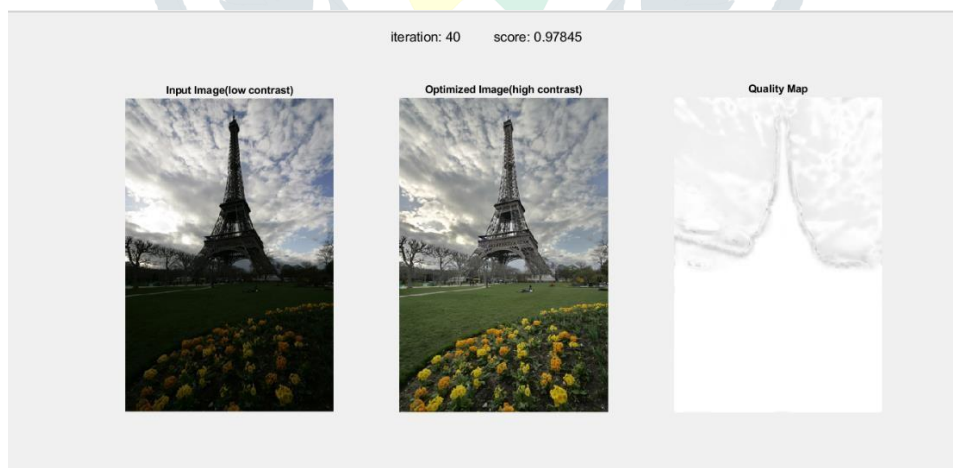 iteration: 40 score: 0.97845
Input Image(low contrast) Optimized Image(high contrast) Quality Map